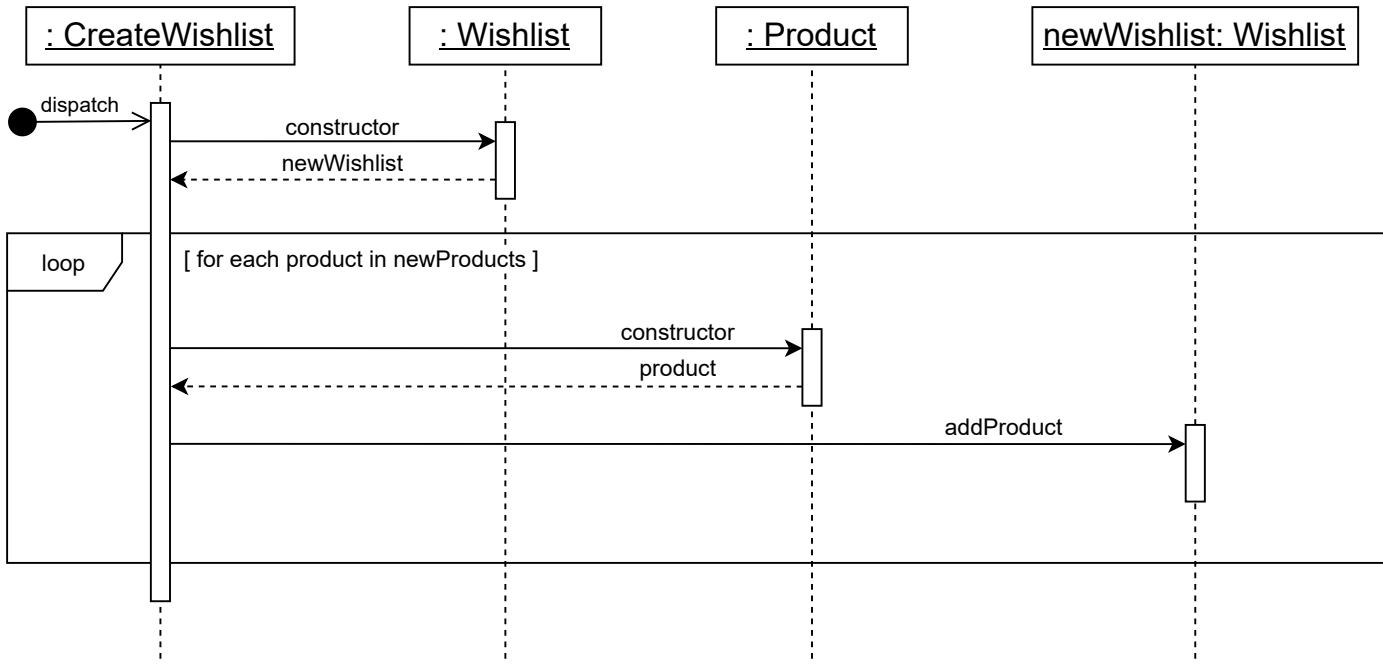 : CreateWishlist
: Wishlist
: Product
newWishlist: Wishlist
dispatch
constructor
newWishlist
loop
[ for each product in newProducts ]
constructor
product
addProduct